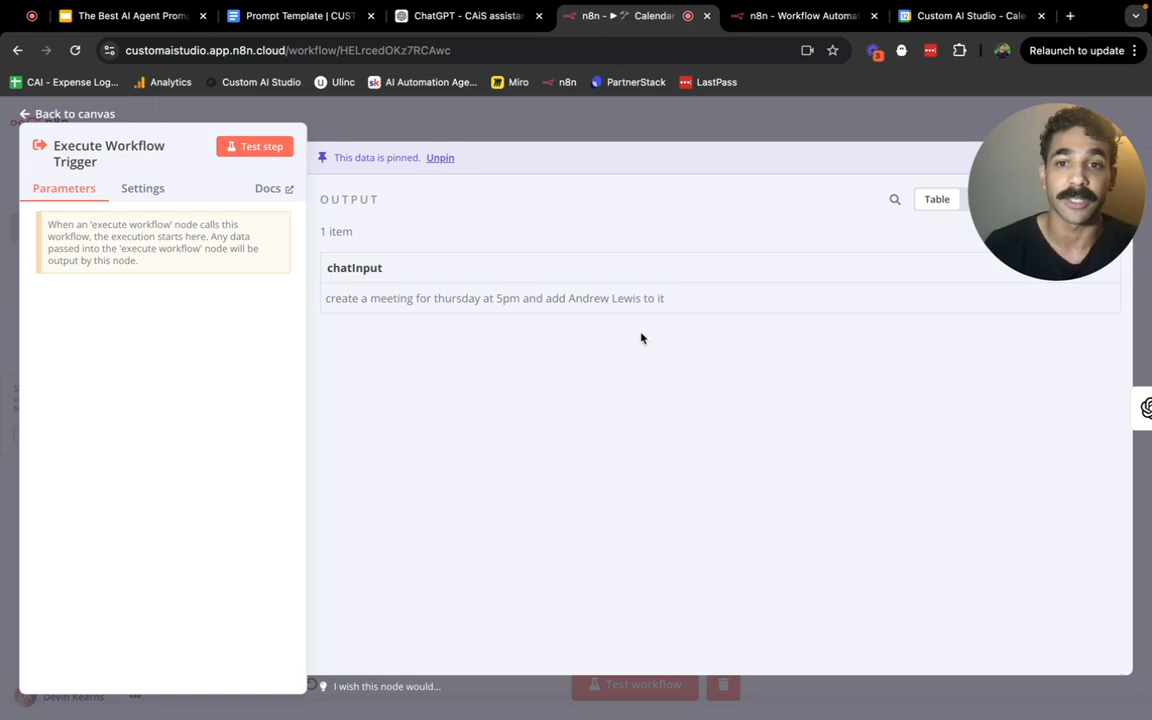 The Best AI Agent Prom
Prompt Template | CUST
ChatGPT - CAiS assistan
n8n - Calendar
n8n - Workflow Automa
Custom AI Studio - Cale
customaistudio.app.n8n.cloud/workflow/HELrcedOKz7RCAwc
3
Relaunch to update
CAI - Expense Log...
Analytics
Custom AI Studio
Ulinc
sk
AI Automation Age...
Miro
n8n
PartnerStack
LastPass
Back to canvas
Execute Workflow
Trigger
Test step
Parameters
Settings
Docs
When an 'execute workflow' node calls this
workflow, the execution starts here. Any data
passed into the 'execute workflow' node will be
output by this node.
This data is pinned. Unpin
OUTPUT
Table
1 item
chatInput
create a meeting for thursday at 5pm and add Andrew Lewis to it
Devin Kearns
I wish this node would...
Test workflow